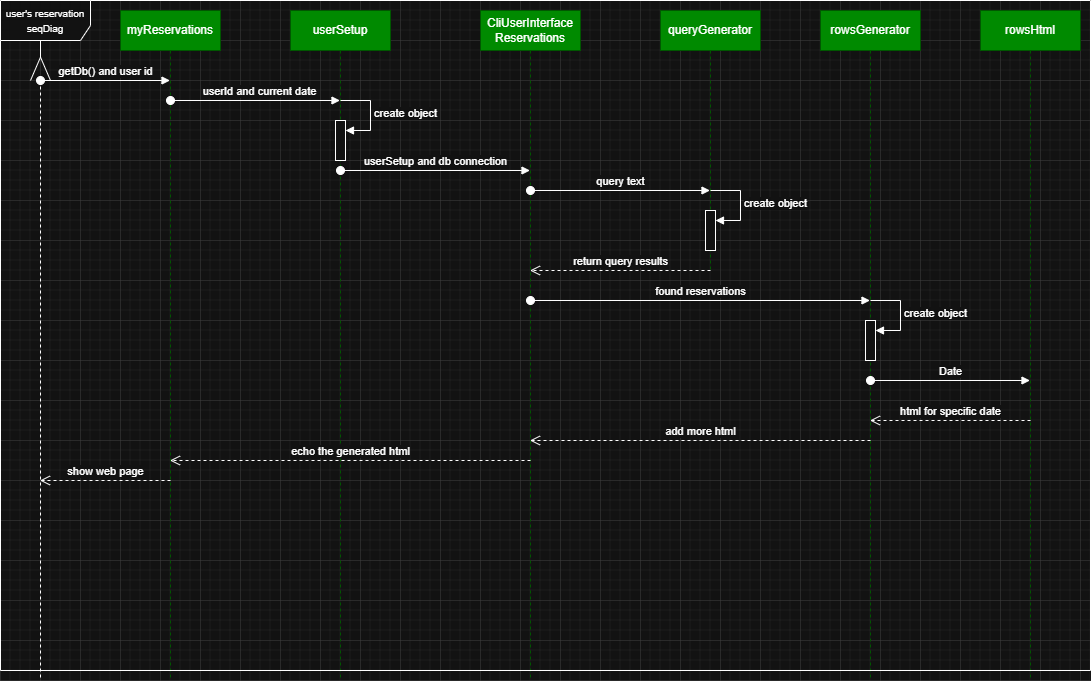 user's reservation
seqDiag
myReservations
userSetup
CliUserInterface
Reservations
queryGenerator
rowsGenerator
rowsHtml
getDb() and user id
userId and current date
create object
userSetup and db connection
query text
create object
return query results
found reservations
create object
Date
html for specific date
add more html
echo the generated html
show web page